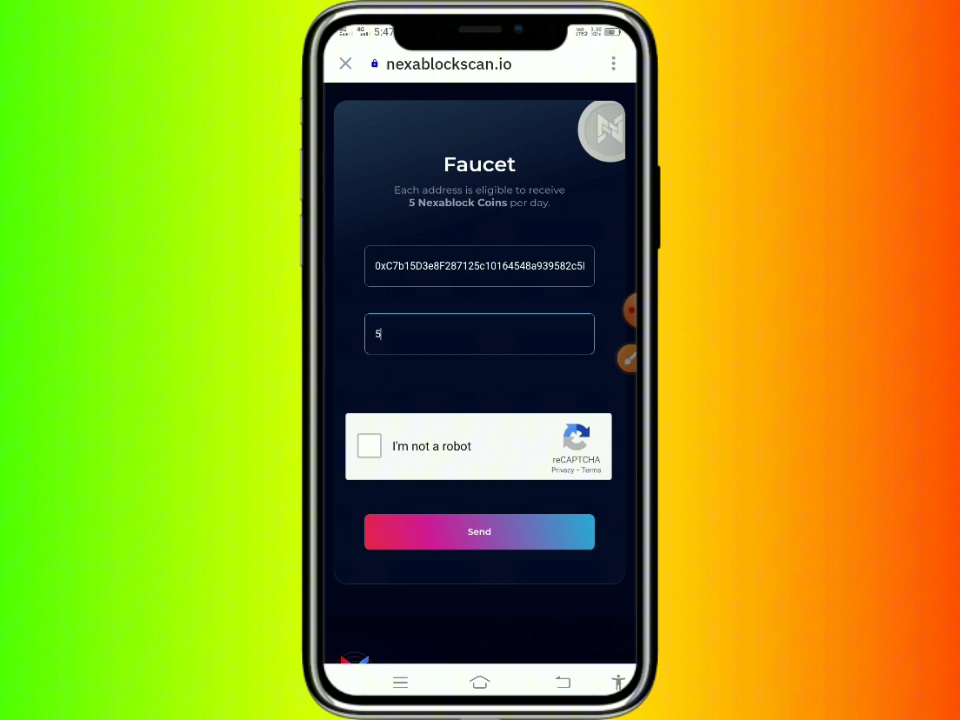 5:47
nexablockscan.io
Faucet
Each address is eligible to receive
5 Nexablock Coins per day.
0xC7b15D3e8F287125c10164548a939582c5
5
I'm not a robot
reCAPTCHA
Privacy - Terms
Send